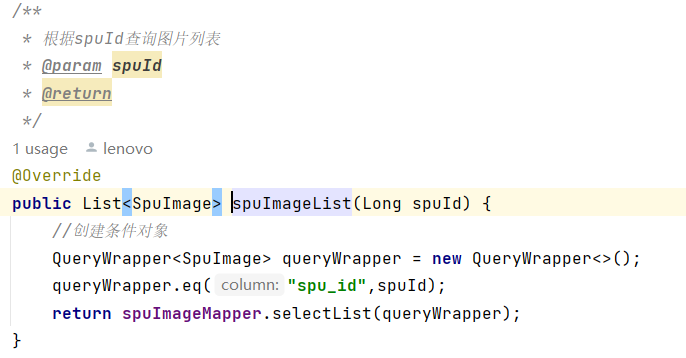 /**
 * 根据spuId查询图片列表
 * @param spuId
 * @return
 */
1 usage lenovo
@Override
public List<SpuImage> spuImageList(Long spuId) {
    //创建条件对象
    QueryWrapper<SpuImage> queryWrapper = new QueryWrapper<>();
    queryWrapper.eq( column: "spu_id",spuId);
    return spuImageMapper.selectList(queryWrapper);
}